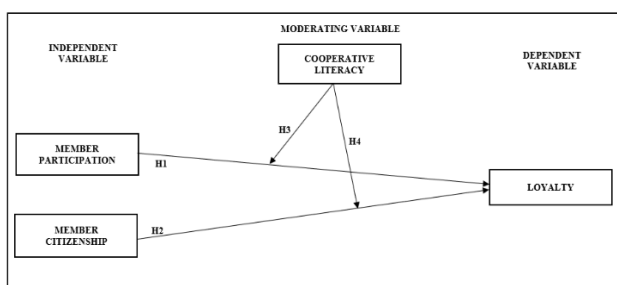 MODERATING VARIABLE
INDEPENDENT
VARIABLE
DEPENDENT
VARIABLE
COOPERATIVE
LITERACY
H3
H4
MEMBER
PARTICIPATION
H1
LOYALTY
MEMBER
CITIZENSHIP
H2